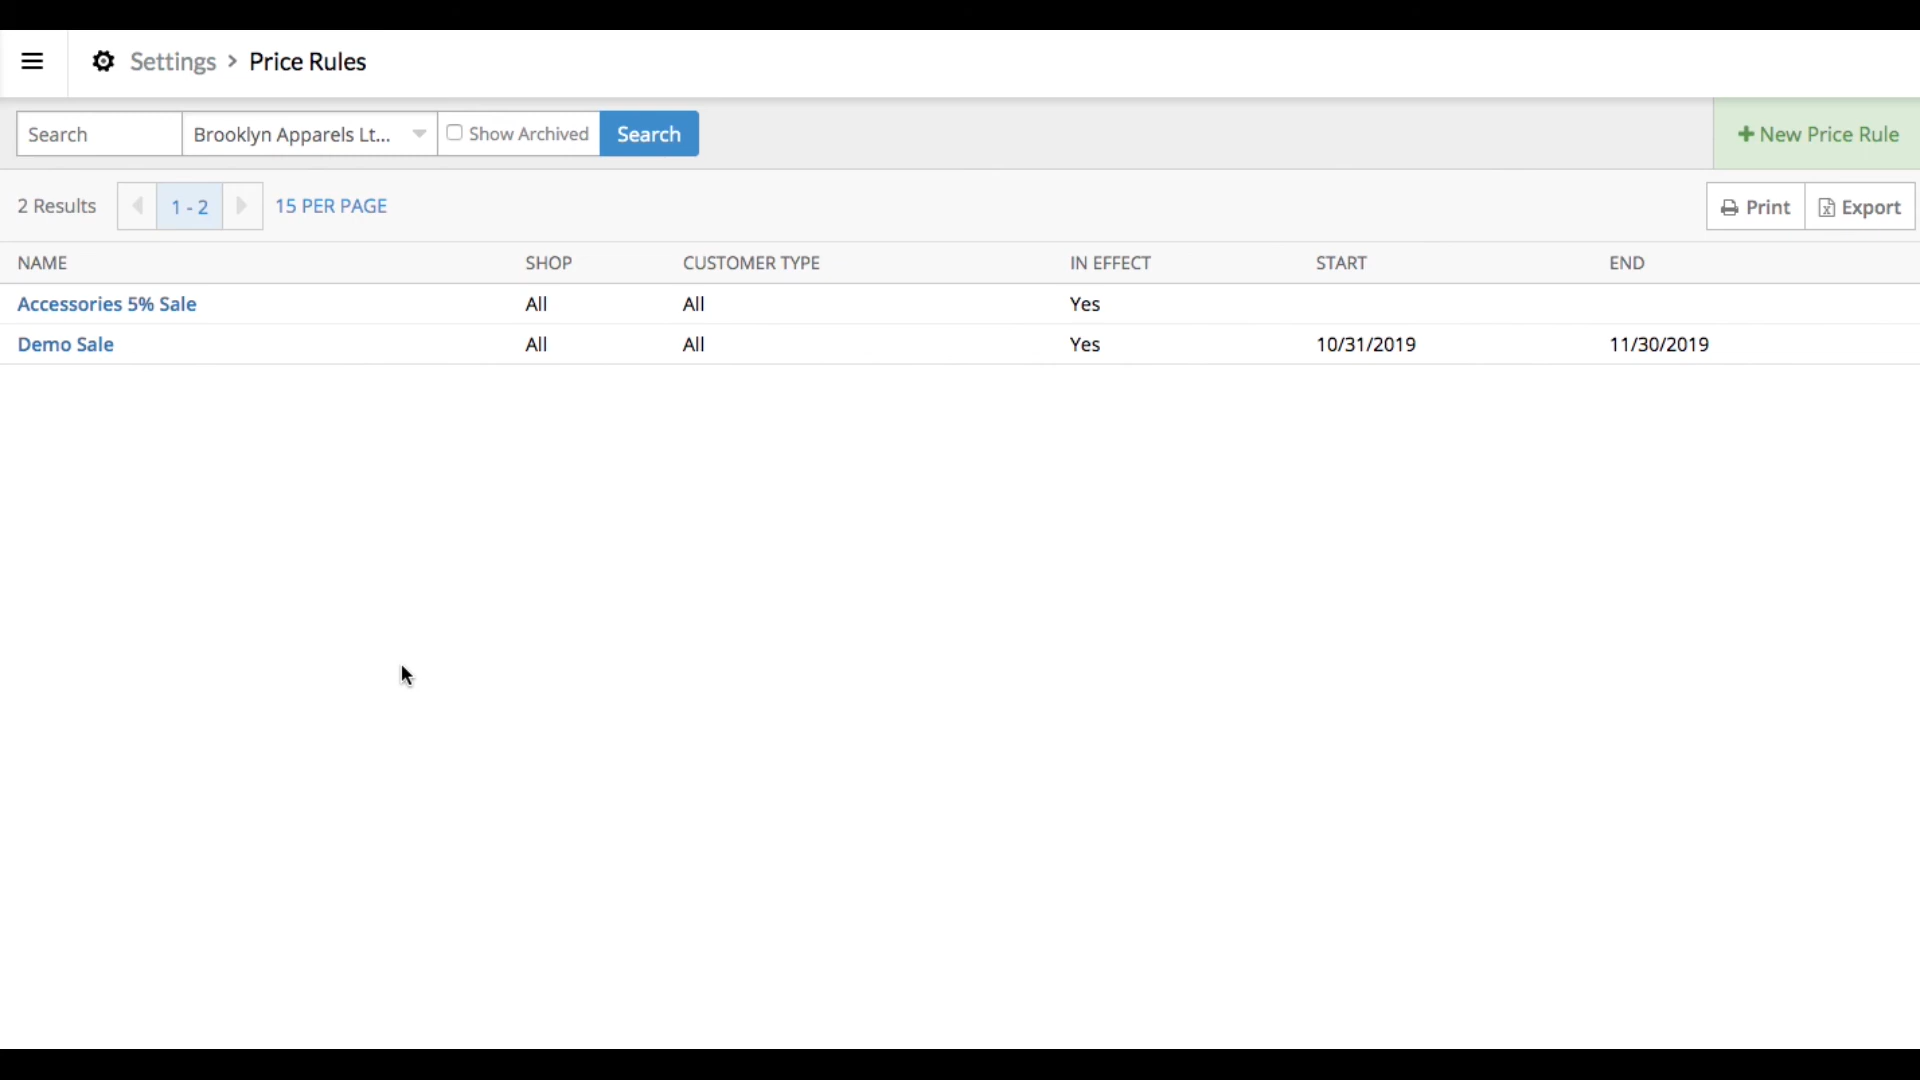 Settings > Price Rules
Search Brooklyn Apparels Lt... Show Archived Search + New Price Rule
2 Results 1 - 2 15 PER PAGE Print Export
NAME SHOP CUSTOMER TYPE IN EFFECT START END
Accessories 5% Sale All All Yes
Demo Sale All All Yes 10/31/2019 11/30/2019